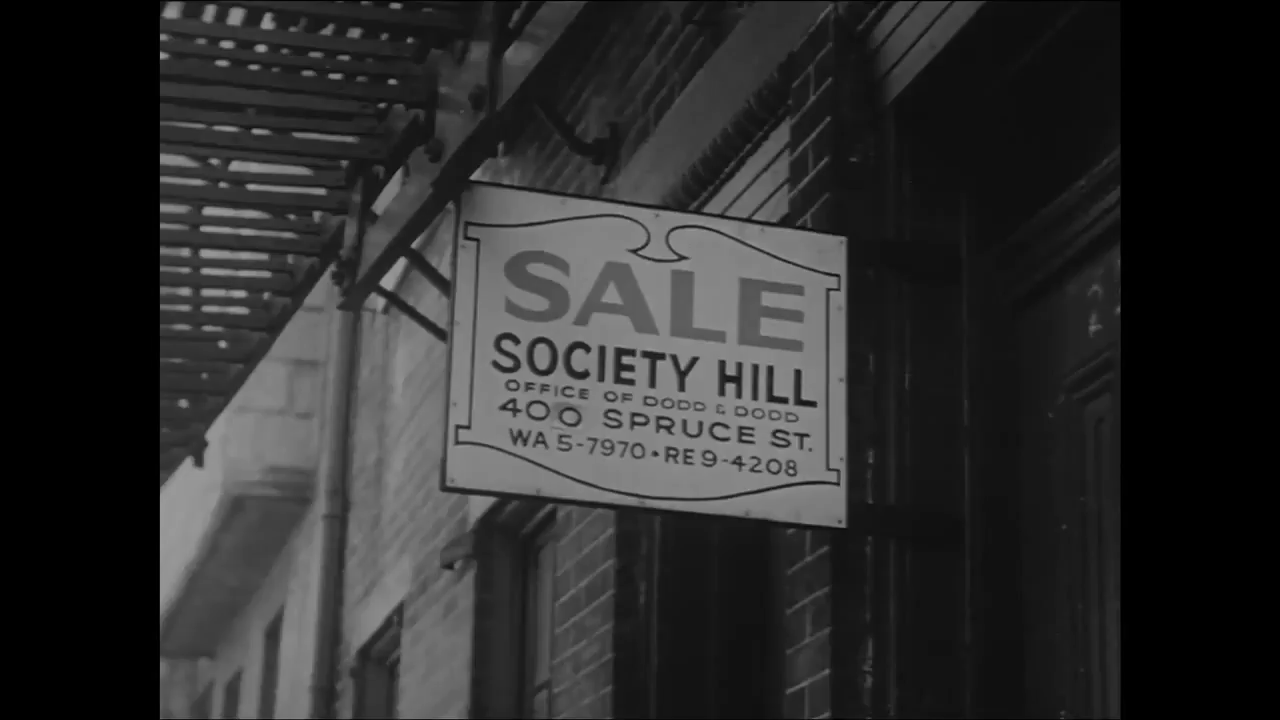 SALE
SOCIETY HILL
OFFICE OF DODD & DODD
400 SPRUCE ST.
WA 5-7970 • RE 9-4208